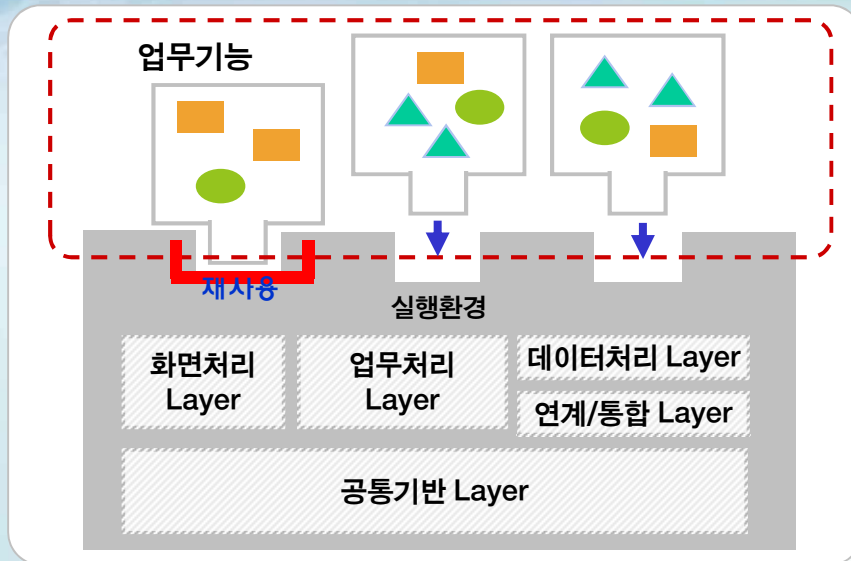 업무기능
재사용
실행환경
화면처리
Layer
업무처리
Layer
데이터처리 Layer
연계/통합 Layer
공통기반 Layer